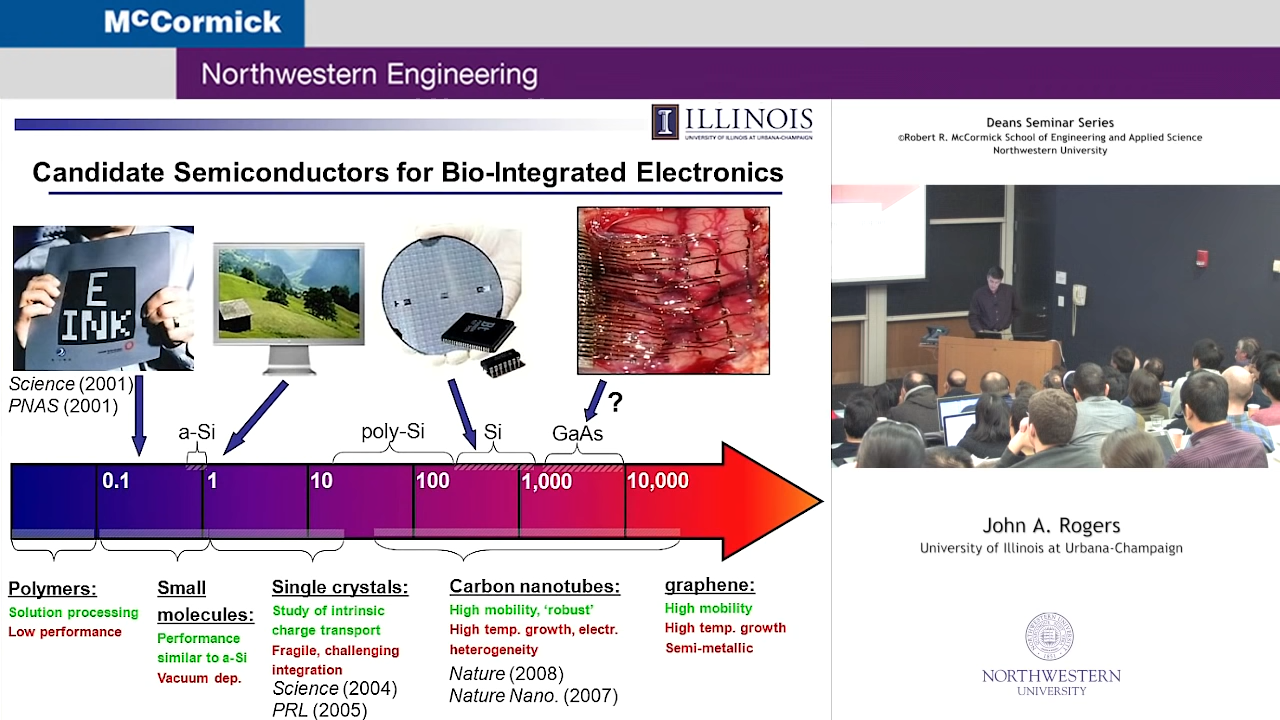 McCormick
Northwestern Engineering
I ILLINOIS
UNIVERSITY OF ILLINOIS AT URBANA-CHAMPAIGN
Candidate Semiconductors for Bio-Integrated Electronics
E
INK
Science (2001)
PNAS (2001)
?
a-Si
poly-Si
Si
GaAs
0.1
1
10
100
1,000
10,000
Polymers:
Solution processing
Low performance
Small
molecules:
Performance
similar to a-Si
Vacuum dep.
Single crystals:
Study of intrinsic
charge transport
Fragile, challenging
integration
Science (2004)
PRL (2005)
Carbon nanotubes:
High mobility, ‘robust’
High temp. growth, electr.
heterogeneity
Nature (2008)
Nature Nano. (2007)
graphene:
High mobility
High temp. growth
Semi-metallic
Deans Seminar Series
©Robert R. McCormick School of Engineering and Applied Science
Northwestern University
John A. Rogers
University of Illinois at Urbana-Champaign
NORTHWESTERN
UNIVERSITY